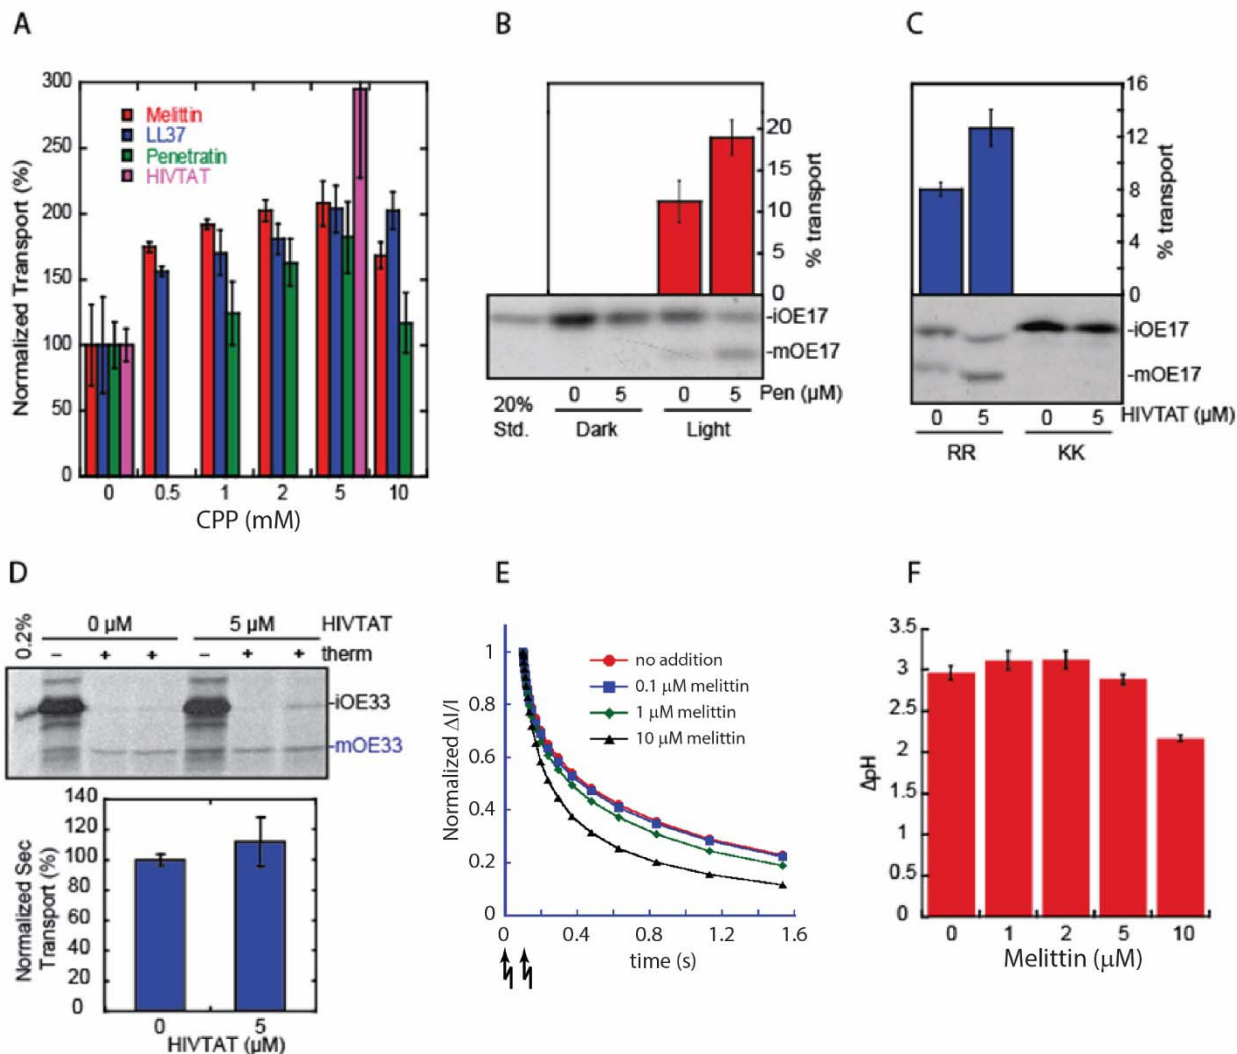 A
Normalized Transport (%)
300
250
200
150
100
50
0
Melittin
LL37
Penetratin
HIVTAT
0 0.5 1 2 5 10
CPP (mM)
B
20
15
10
5
0
% transport
-iOE17
-mOE17
20% Std.
0 5 0 5 Pen (µM)
Dark Light
C
16
12
8
4
0
% transport
-iOE17
-mOE17
0 5 0 5 HIVTAT (µM)
RR KK
D
0.2%
0 µM 5 µM HIVTAT
– + + – + + therm
-iOE33
-mOE33
Normalized Sec
Transport (%)
140
120
100
80
60
40
20
0
0 5
HIVTAT (µM)
E
Normalized ΔI/I
1
0.8
0.6
0.4
0.2
0
no addition
0.1 µM melittin
1 µM melittin
10 µM melittin
0 0.4 0.8 1.2 1.6
time (s)
F
ΔpH
3.5
3
2.5
2
1.5
1
0.5
0
0 1 2 5 10
Melittin (µM)